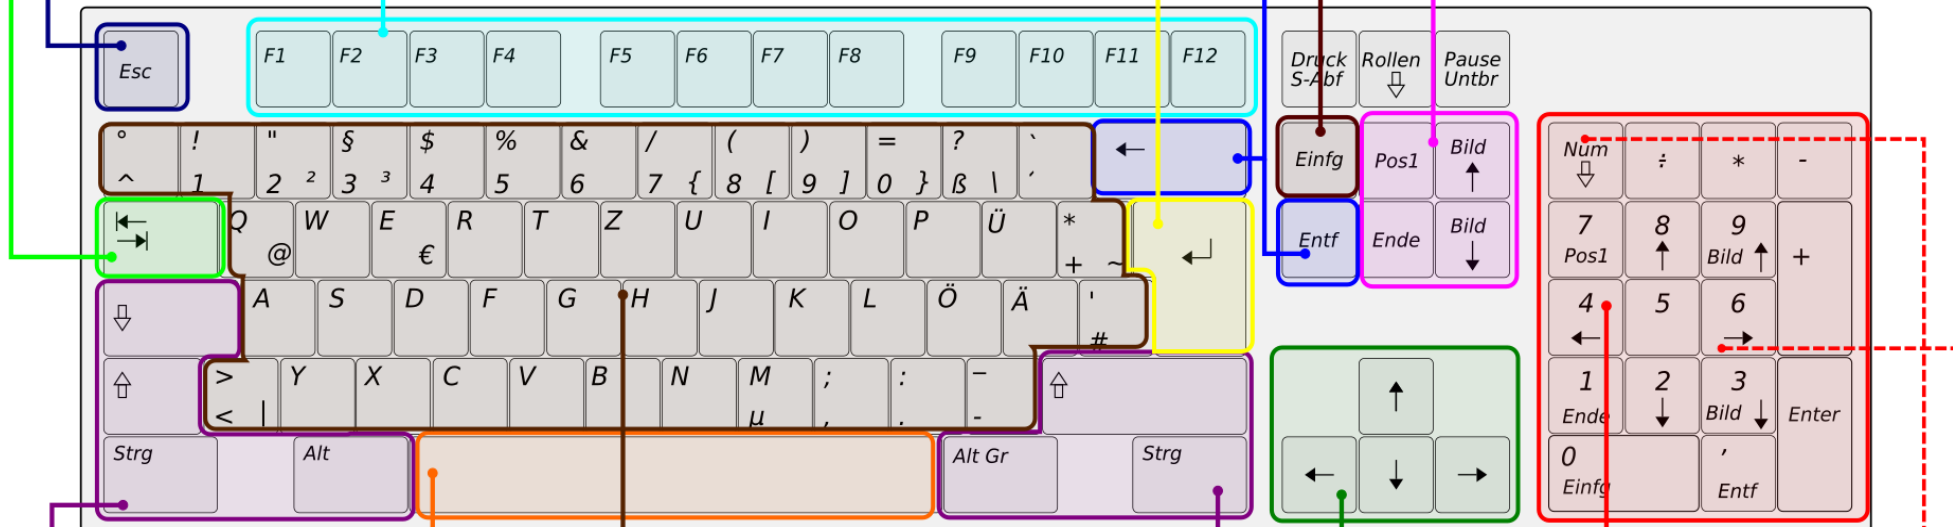 Esc F1 F2 F3 F4 F5 F6 F7 F8 F9 F10 F11 F12 Druck Rollen Pause
S-Abf ⇩ Untbr
° ! " § $ % & / ( ) = ? ` ← Einfg Pos1 Bild ↑ Num ⇩ ÷ * -
^ 1 2 ² 3 ³ 4 5 6 7 { 8 [ 9 ] 0 } ß \ ´
Q W E R T Z U I O P Ü * ↵ Entf Ende Bild ↓ 7 8 9 +
@ € + ~ Pos1 ↑ Bild ↑
A S D F G H J K L Ö Ä ' 4 5 6
⇩ # ← →
⇧ > Y X C V B N M ; : _ ⇧ ↑ 1 2 3 Enter
< | µ , . - Ende ↓ Bild ↓
Strg Alt Alt Gr Strg ← ↓ → 0 ,
Einfg Entf